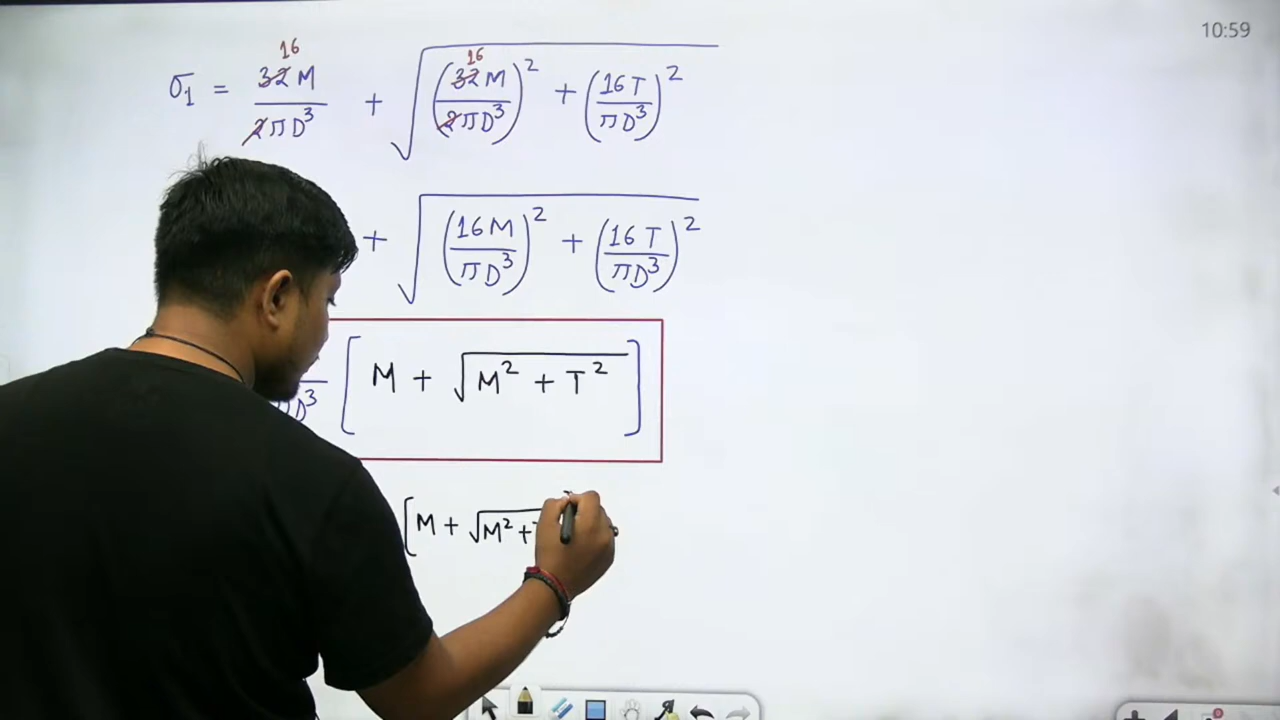 10:59
σ₁ = 32M/2πD³ + √((32M/2πD³)² + (16T/πD³)²)
16 16
+ √((16M/πD³)² + (16T/πD³)²)
πD³ [M + √(M² + T²)]
[M + √(M² +